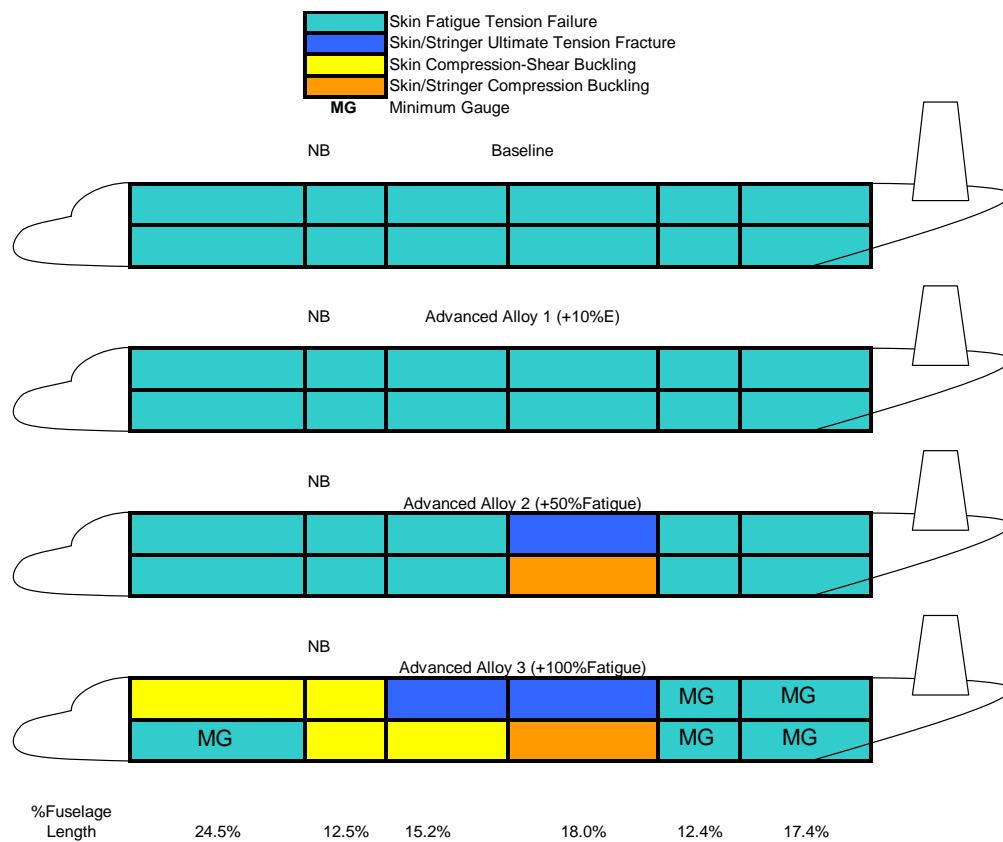 Skin Fatigue Tension Failure
Skin/Stringer Ultimate Tension Fracture
Skin Compression-Shear Buckling
Skin/Stringer Compression Buckling
MG Minimum Gauge
NB Baseline
NB Advanced Alloy 1 (+10%E)
NB
Advanced Alloy 2 (+50%Fatigue)
NB
Advanced Alloy 3 (+100%Fatigue)
MG MG
MG MG MG
%Fuselage
Length 24.5% 12.5% 15.2% 18.0% 12.4% 17.4%